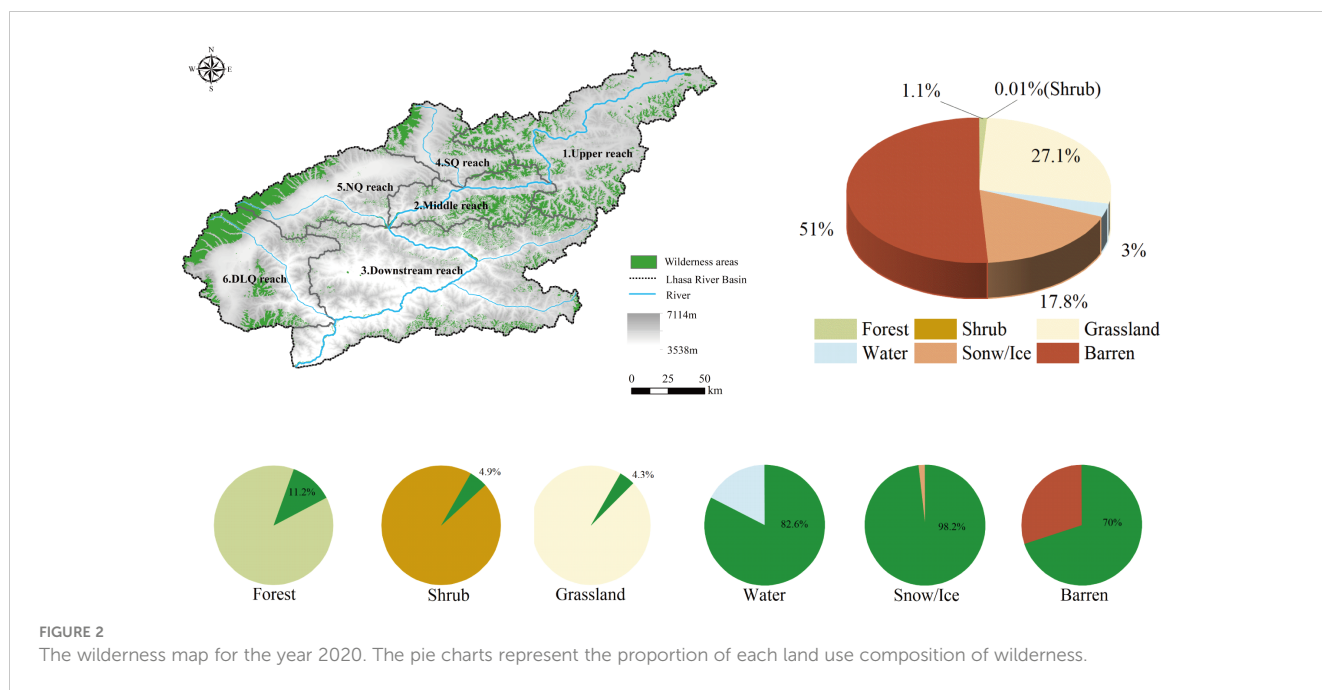 N
W E
S
1.Upper reach
4.SQ reach
5.NQ reach
2.Middle reach
3.Downstream reach
6.DLQ reach
Wilderness areas
Lhasa River Basin
River
7114m
3538m
0 25 50
km
1.1%
0.01%(Shrub)
27.1%
51%
3%
17.8%
Forest Shrub Grassland
Water Sonw/Ice Barren
11.2%
4.9%
4.3%
82.6%
98.2%
70%
Forest Shrub Grassland Water Snow/Ice Barren
FIGURE 2
The wilderness map for the year 2020. The pie charts represent the proportion of each land use composition of wilderness.